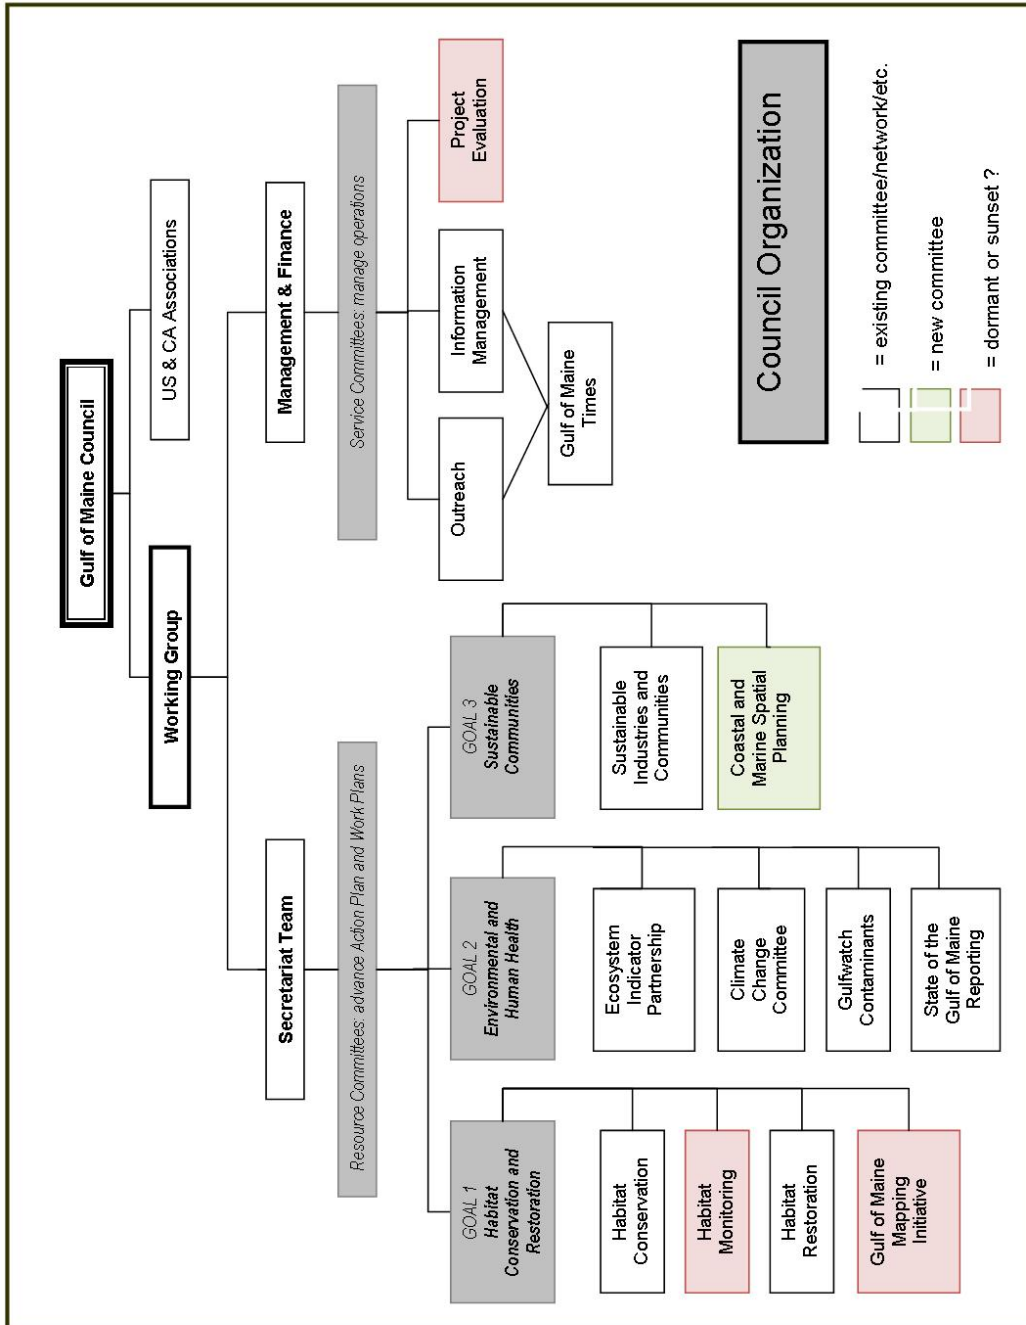 Gulf of Maine Council
Working Group
US & CA Associations
Secretariat Team
Management & Finance
Resource Committees: advance Action Plan and Work Plans
Service Committees: manage operations
GOAL 1
Habitat
Conservation and
Restoration
GOAL 2
Environmental and
Human Health
GOAL 3
Sustainable
Communities
Outreach
Information
Management
Project
Evaluation
Gulf of Maine
Times
Habitat
Conservation
Habitat
Monitoring
Habitat
Restoration
Gulf of Maine
Mapping
Initiative
Ecosystem
Indicator
Partnership
Climate
Change
Committee
Gulfwatch
Contaminants
State of the
Gulf of Maine
Reporting
Sustainable
Industries and
Communities
Coastal and
Marine Spatial
Planning
Council Organization
= existing committee/network/etc.
= new committee
= dormant or sunset ?